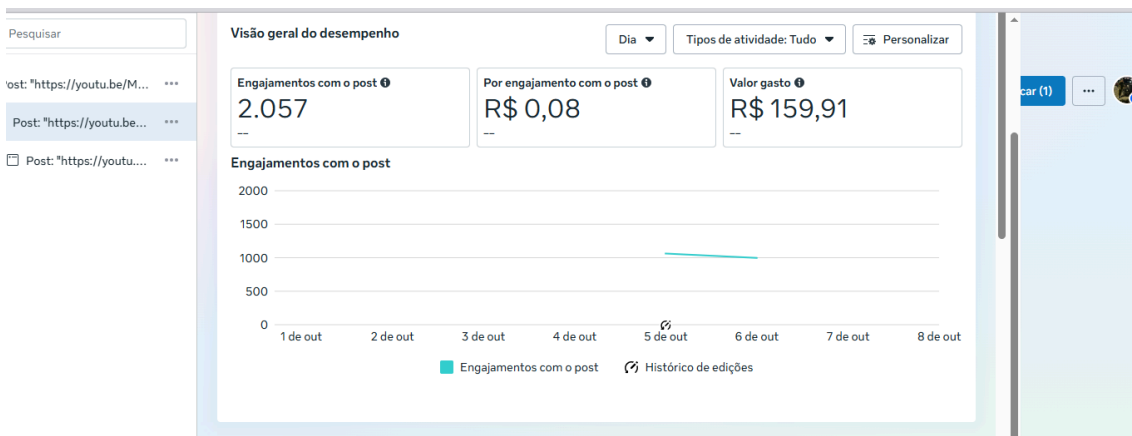 Pesquisar
Visão geral do desempenho
Dia
Tipos de atividade: Tudo
Personalizar
ost: "https://youtu.be/M...
Post: "https://youtu.be...
Post: "https://youtu....
Engajamentos com o post
2.057
--
Por engajamento com o post
R$ 0,08
--
Valor gasto
R$ 159,91
--
car (1)
Engajamentos com o post
2000
1500
1000
500
0
1 de out 2 de out 3 de out 4 de out 5 de out 6 de out 7 de out 8 de out
Engajamentos com o post Histórico de edições